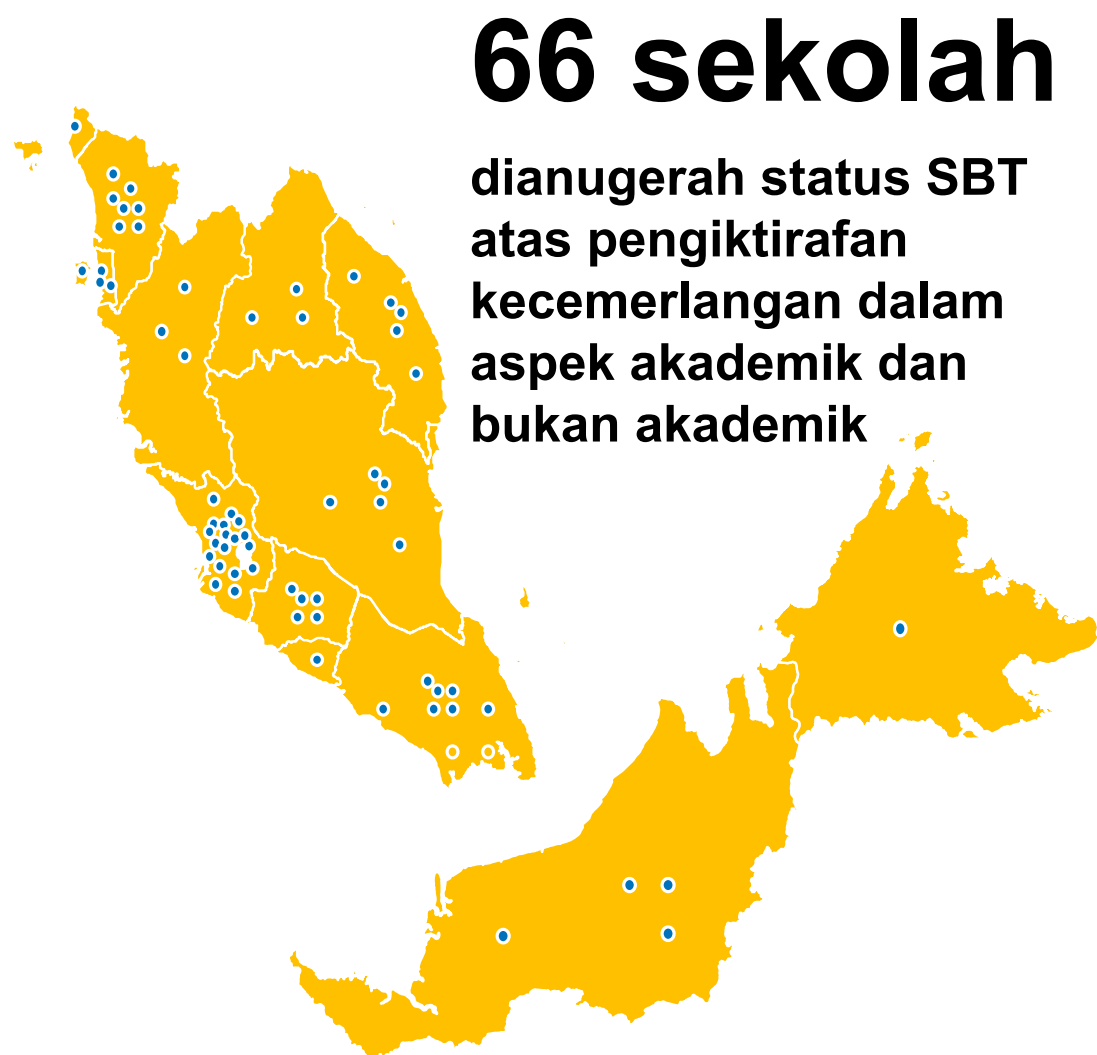 66 sekolah
dianugerah status SBT
atas pengiktirafan
kecemerlangan dalam
aspek akademik dan
bukan akademik